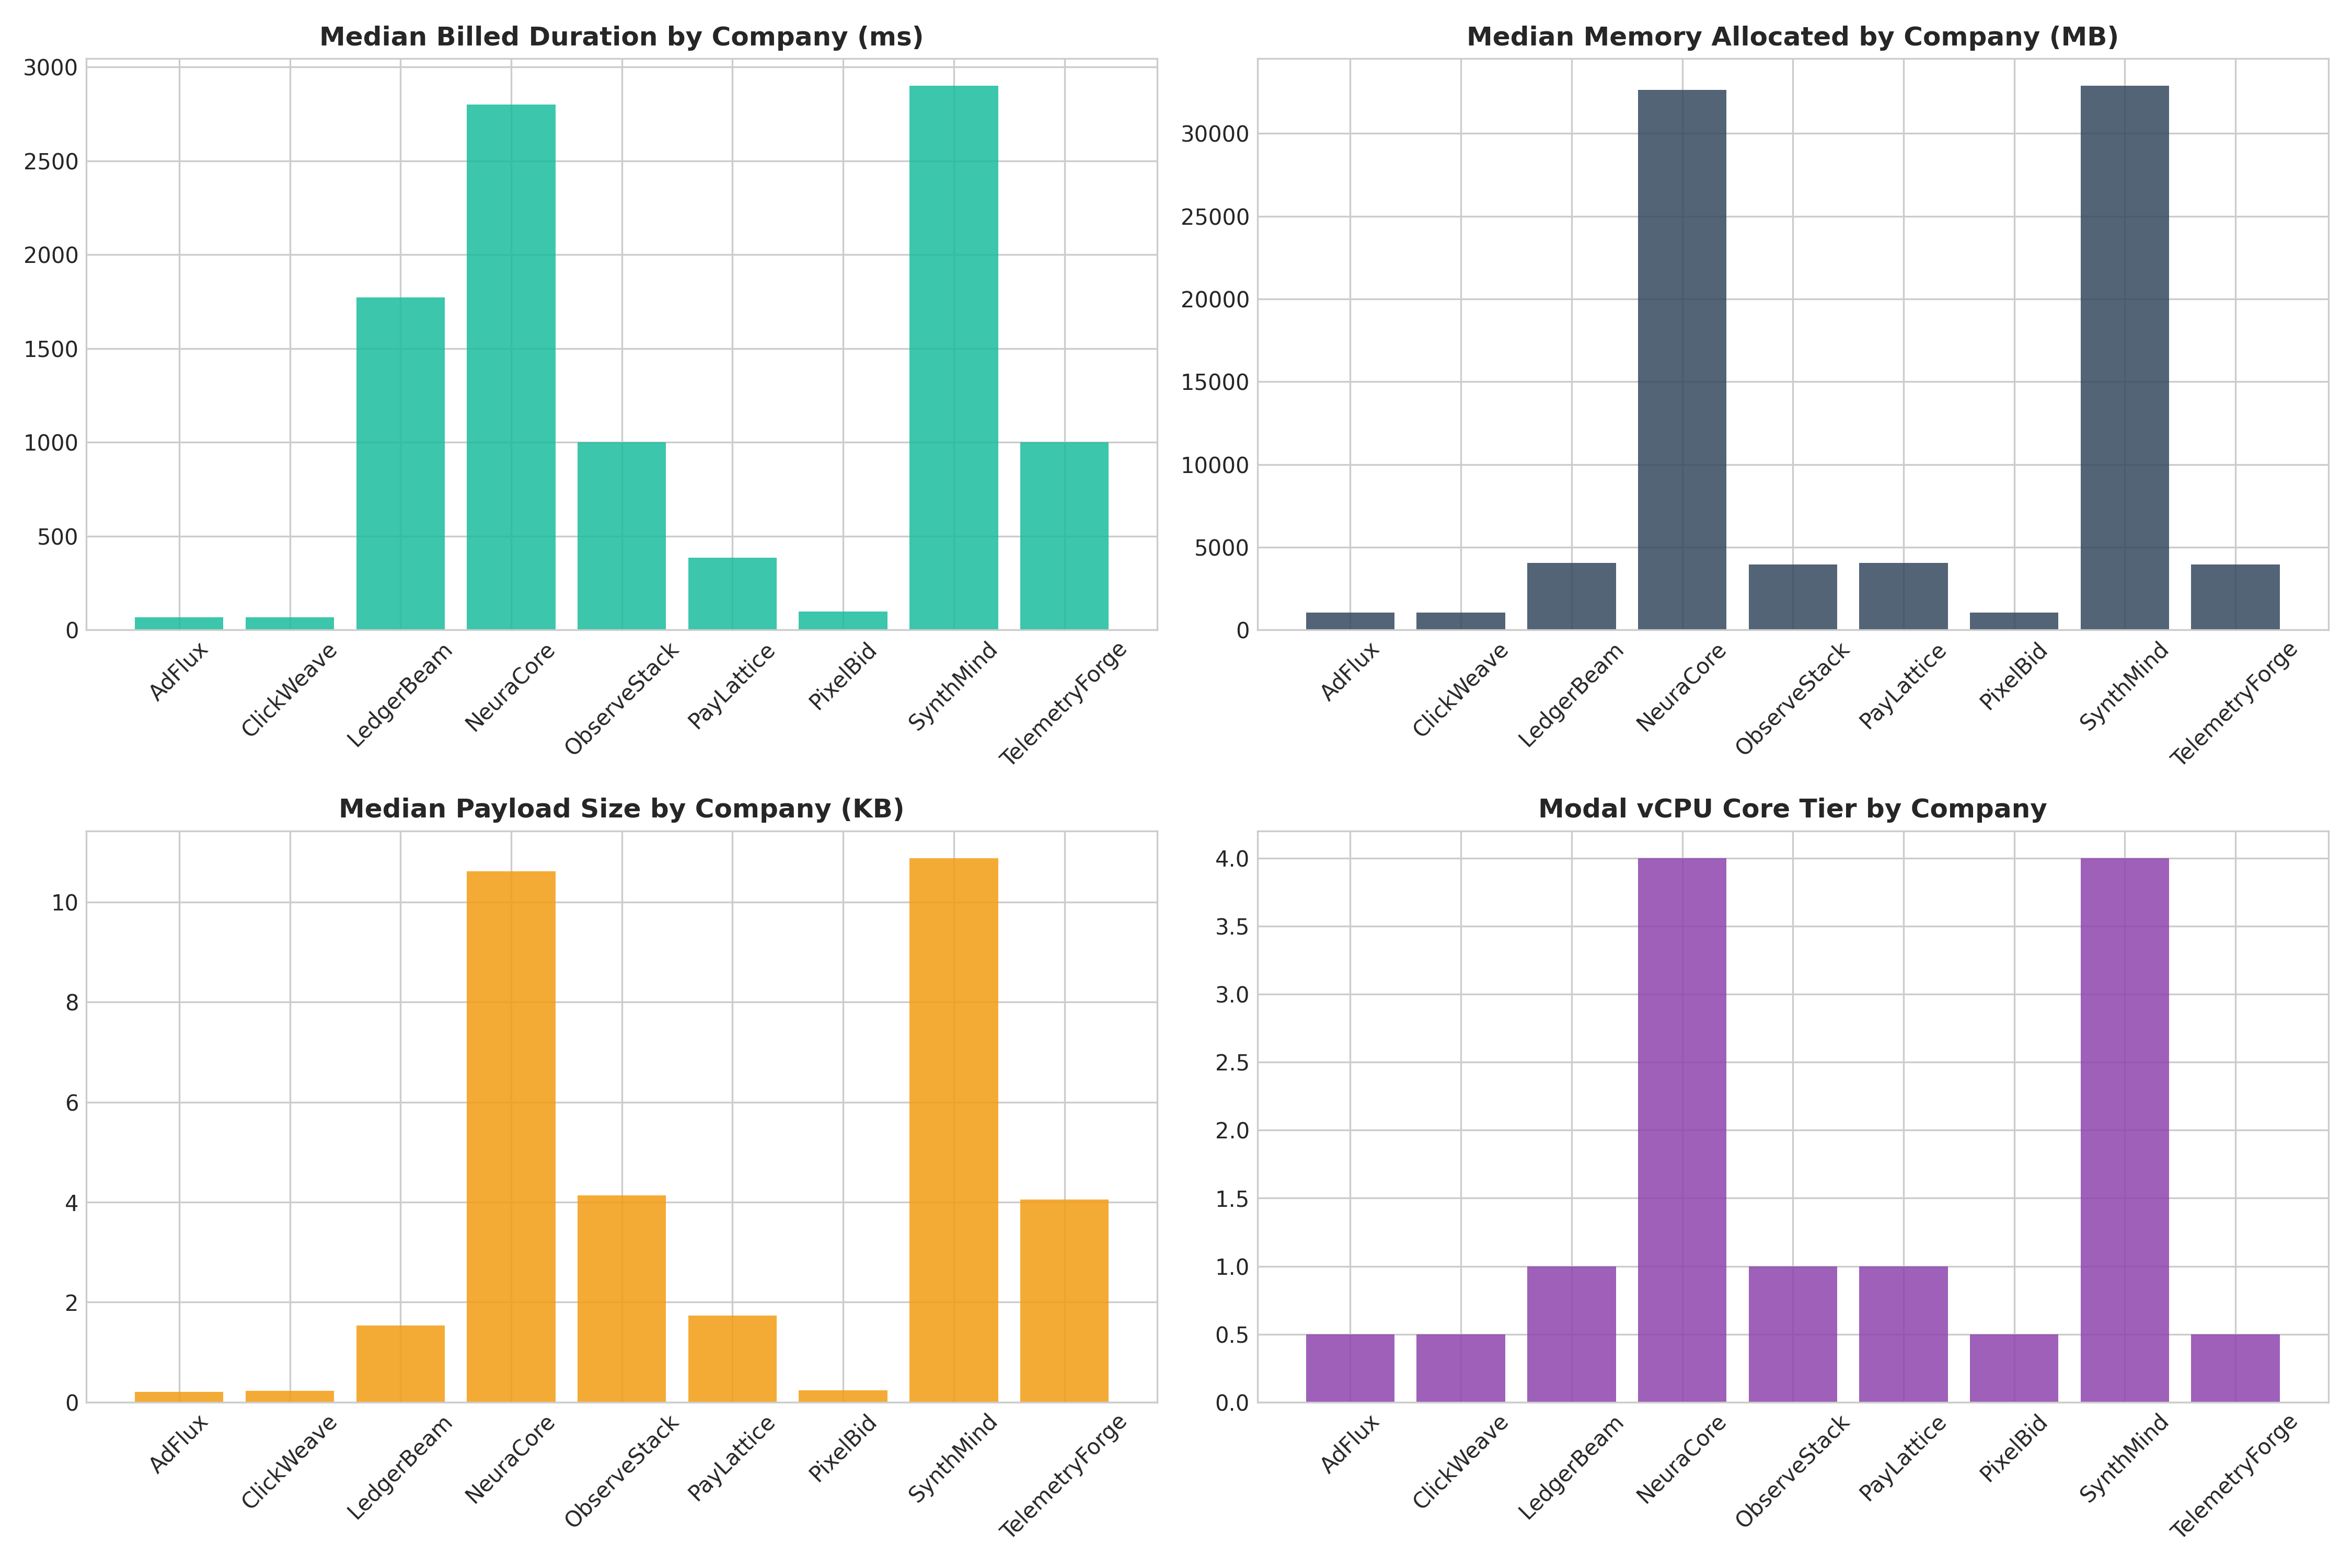 Median Billed Duration by Company (ms)
3000
2500
2000
1500
1000
500
0
AdFlux
ClickWeave
LedgerBeam
NeuraCore
ObserveStack
PayLattice
PixelBid
SynthMind
TelemetryForge
Median Memory Allocated by Company (MB)
30000
25000
20000
15000
10000
5000
0
AdFlux
ClickWeave
LedgerBeam
NeuraCore
ObserveStack
PayLattice
PixelBid
SynthMind
TelemetryForge
Median Payload Size by Company (KB)
10
8
6
4
2
0
AdFlux
ClickWeave
LedgerBeam
NeuraCore
ObserveStack
PayLattice
PixelBid
SynthMind
TelemetryForge
Modal vCPU Core Tier by Company
4.0
3.5
3.0
2.5
2.0
1.5
1.0
0.5
0.0
AdFlux
ClickWeave
LedgerBeam
NeuraCore
ObserveStack
PayLattice
PixelBid
SynthMind
TelemetryForge